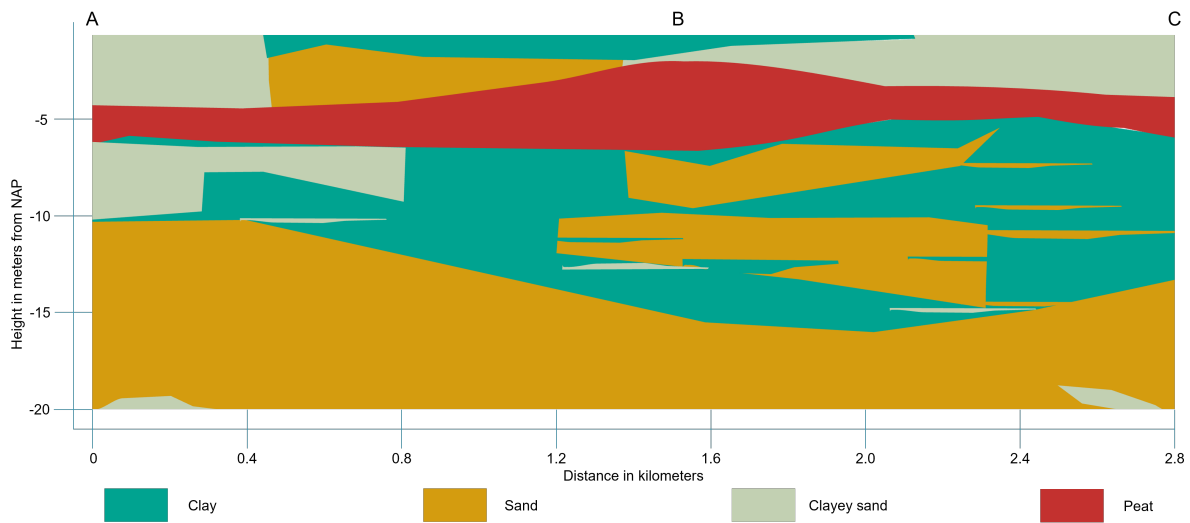 A B C
-5
-10
-15
-20
Height in meters from NAP
0 0.4 0.8 1.2 1.6 2.0 2.4 2.8
Distance in kilometers
Clay Sand Clayey sand Peat